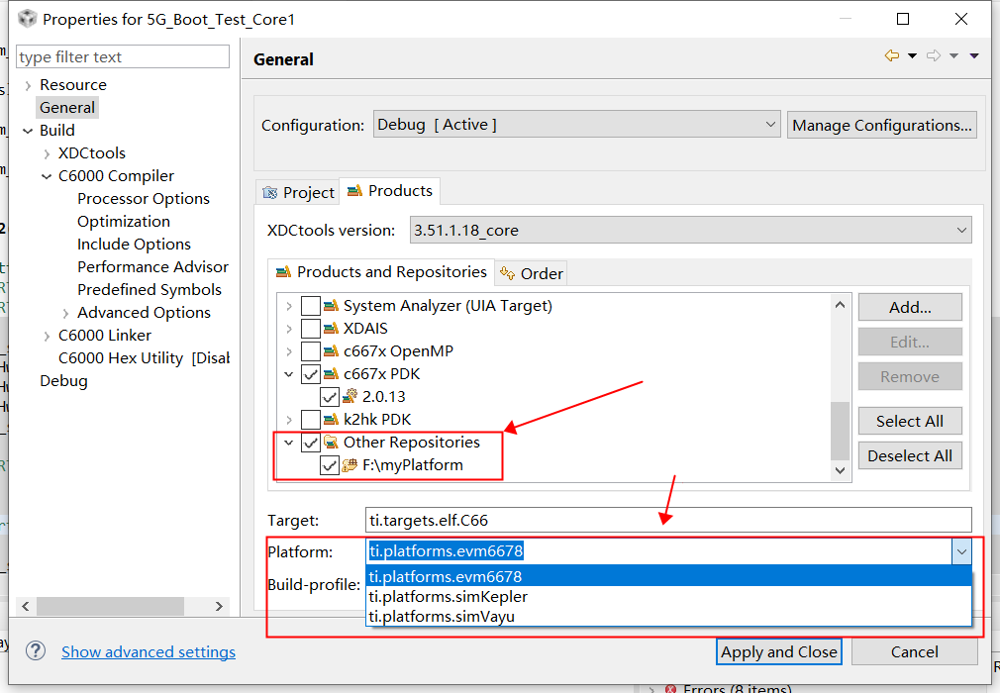 Properties for 5G_Boot_Test_Core1
type filter text
Resource
General
Build
XDCtools
C6000 Compiler
Processor Options
Optimization
Include Options
Performance Advisor
Predefined Symbols
Advanced Options
C6000 Linker
C6000 Hex Utility [Disab
Debug
General
Configuration: Debug [ Active ] Manage Configurations...
Project Products
XDCtools version: 3.51.1.18_core
Products and Repositories Order
System Analyzer (UIA Target)
XDAIS
c667x OpenMP
c667x PDK
2.0.13
k2hk PDK
Other Repositories
F:\myPlatform
Add...
Edit...
Remove
Select All
Deselect All
Target: ti.targets.elf.C66
Platform: ti.platforms.evm6678
Build-profile: ti.platforms.evm6678
ti.platforms.simKepler
ti.platforms.simVayu
Show advanced settings
Apply and Close Cancel
Errors (8 items)